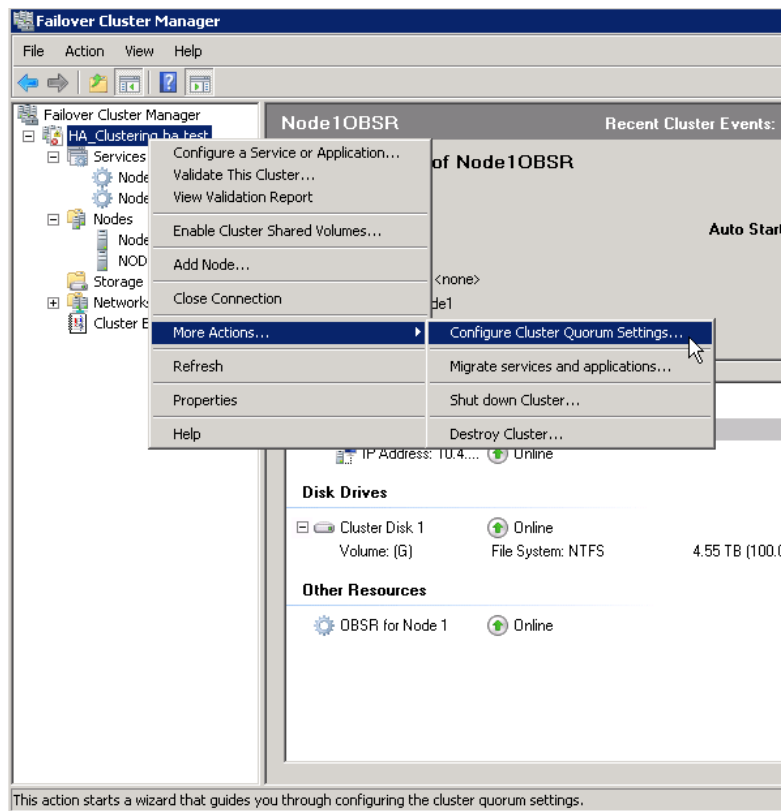 Failover Cluster Manager
File Action View Help
Failover Cluster Manager
HA_Clustering.ha.test
Services
Node
Node
Nodes
Node
NOD
Storage
Networks
Cluster E
Configure a Service or Application...
Validate This Cluster...
View Validation Report
Enable Cluster Shared Volumes...
Add Node...
Close Connection
More Actions...
Refresh
Properties
Help
Configure Cluster Quorum Settings...
Migrate services and applications...
Shut down Cluster...
Destroy Cluster...
Node1OBSR Recent Cluster Events:
of Node1OBSR
Auto Start
<none>
de1
IP Address: 10.4.... Online
Disk Drives
Cluster Disk 1 Online
Volume: (G) File System: NTFS 4.55 TB (100.0
Other Resources
OBSR for Node 1 Online
This action starts a wizard that guides you through configuring the cluster quorum settings.